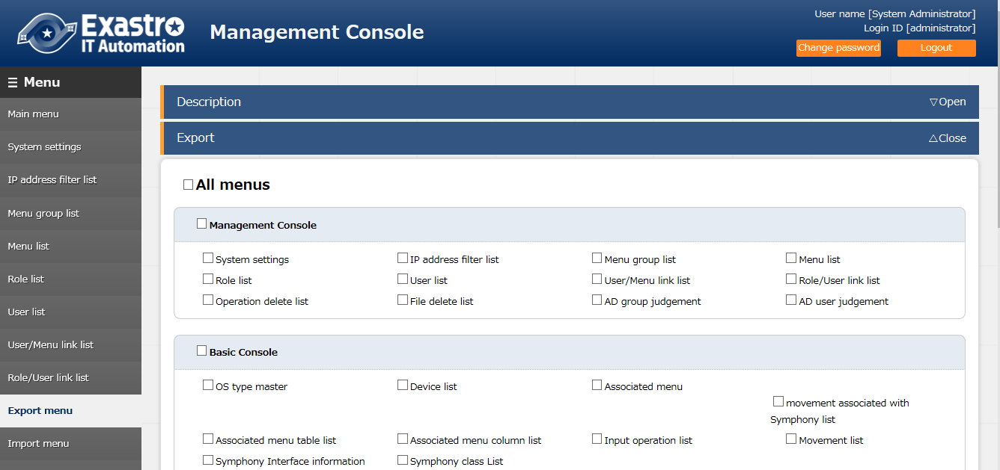 Exastro
IT Automation
Management Console
User name [System Administrator]
Login ID [administrator]
Change password
Logout
☰ Menu
Main menu
System settings
IP address filter list
Menu group list
Menu list
Role list
User list
User/Menu link list
Role/User link list
Export menu
Import menu
Description ▽Open
Export △Close
All menus
Management Console
System settings IP address filter list Menu group list Menu list
Role list User list User/Menu link list Role/User link list
Operation delete list File delete list AD group judgement AD user judgement
Basic Console
OS type master Device list Associated menu
movement associated with
Symphony list
Associated menu table list Associated menu column list Input operation list Movement list
Symphony Interface information Symphony class List